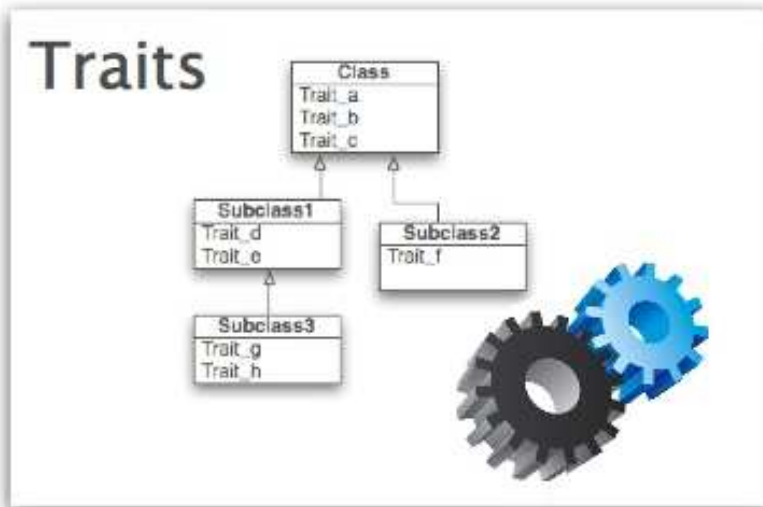 Traits
Class
Trait_a
Trait_b
Trait_c
Subclass1
Trait_d
Trait_e
Subclass2
Trait_f
Subclass3
Trait_g
Trait_h